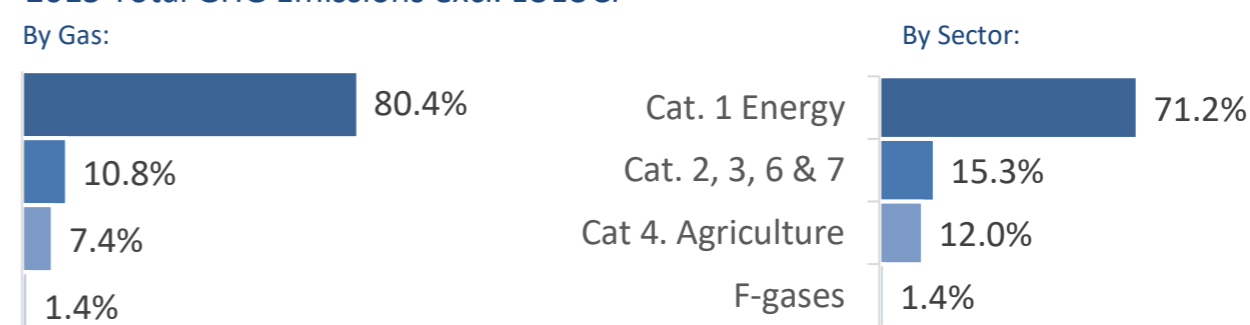 By Gas:
80.4%
10.8%
7.4%
1.4%
By Sector:
Cat. 1 Energy 71.2%
Cat. 2, 3, 6 & 7 15.3%
Cat 4. Agriculture 12.0%
F-gases 1.4%